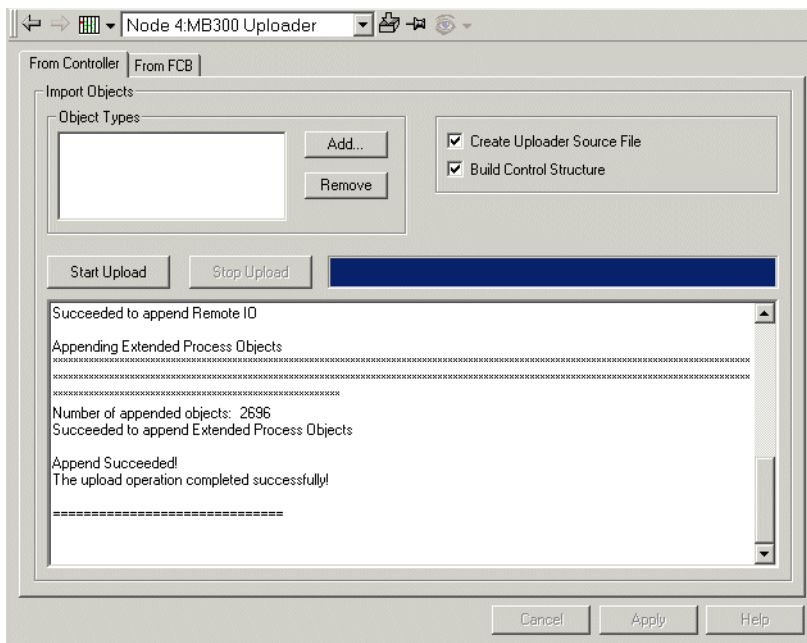 Node 4:MB300 Uploader
From Controller
From FCB
Import Objects
Object Types
Add...
Remove
Create Uploader Source File
Build Control Structure
Start Upload
Stop Upload
Succeeded to append Remote IO
Appending Extended Process Objects
Number of appended objects: 2696
Succeeded to append Extended Process Objects
Append Succeeded!
The upload operation completed successfully!
==============================
Cancel
Apply
Help